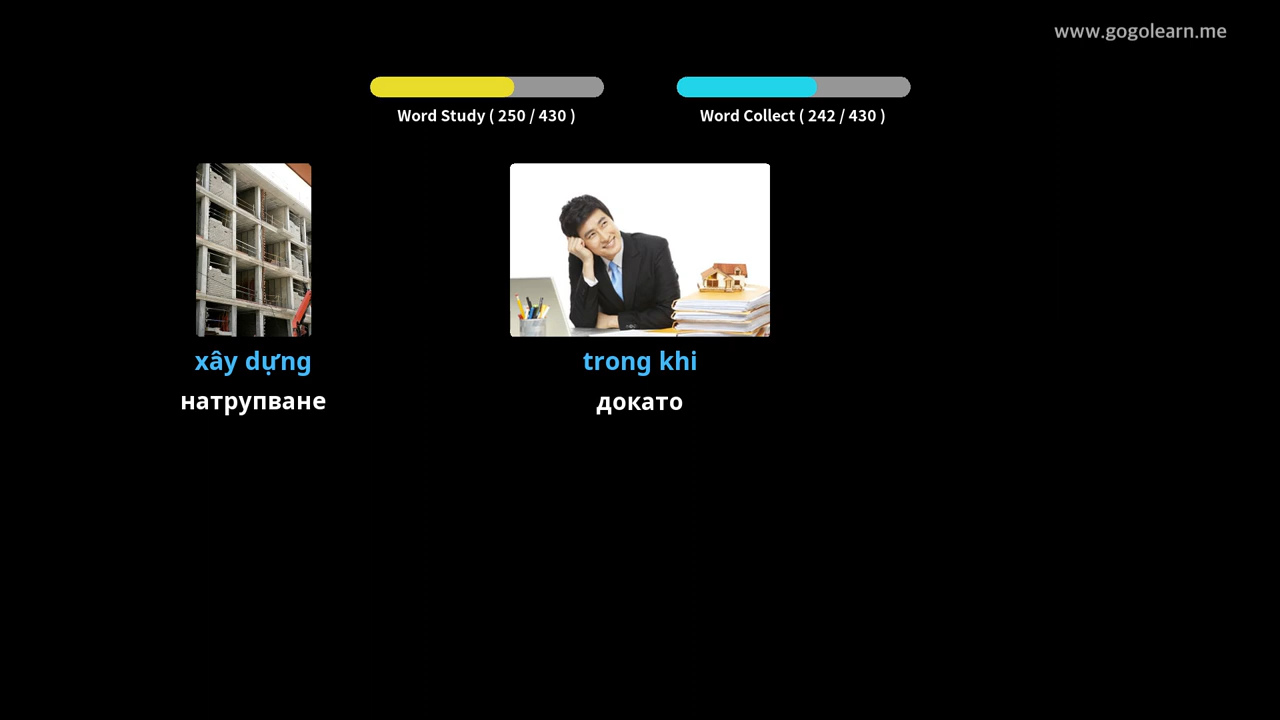 www.gogolearn.me
Word Study ( 250 / 430 )
Word Collect ( 242 / 430 )
xây dựng
натрупване
trong khi
докато